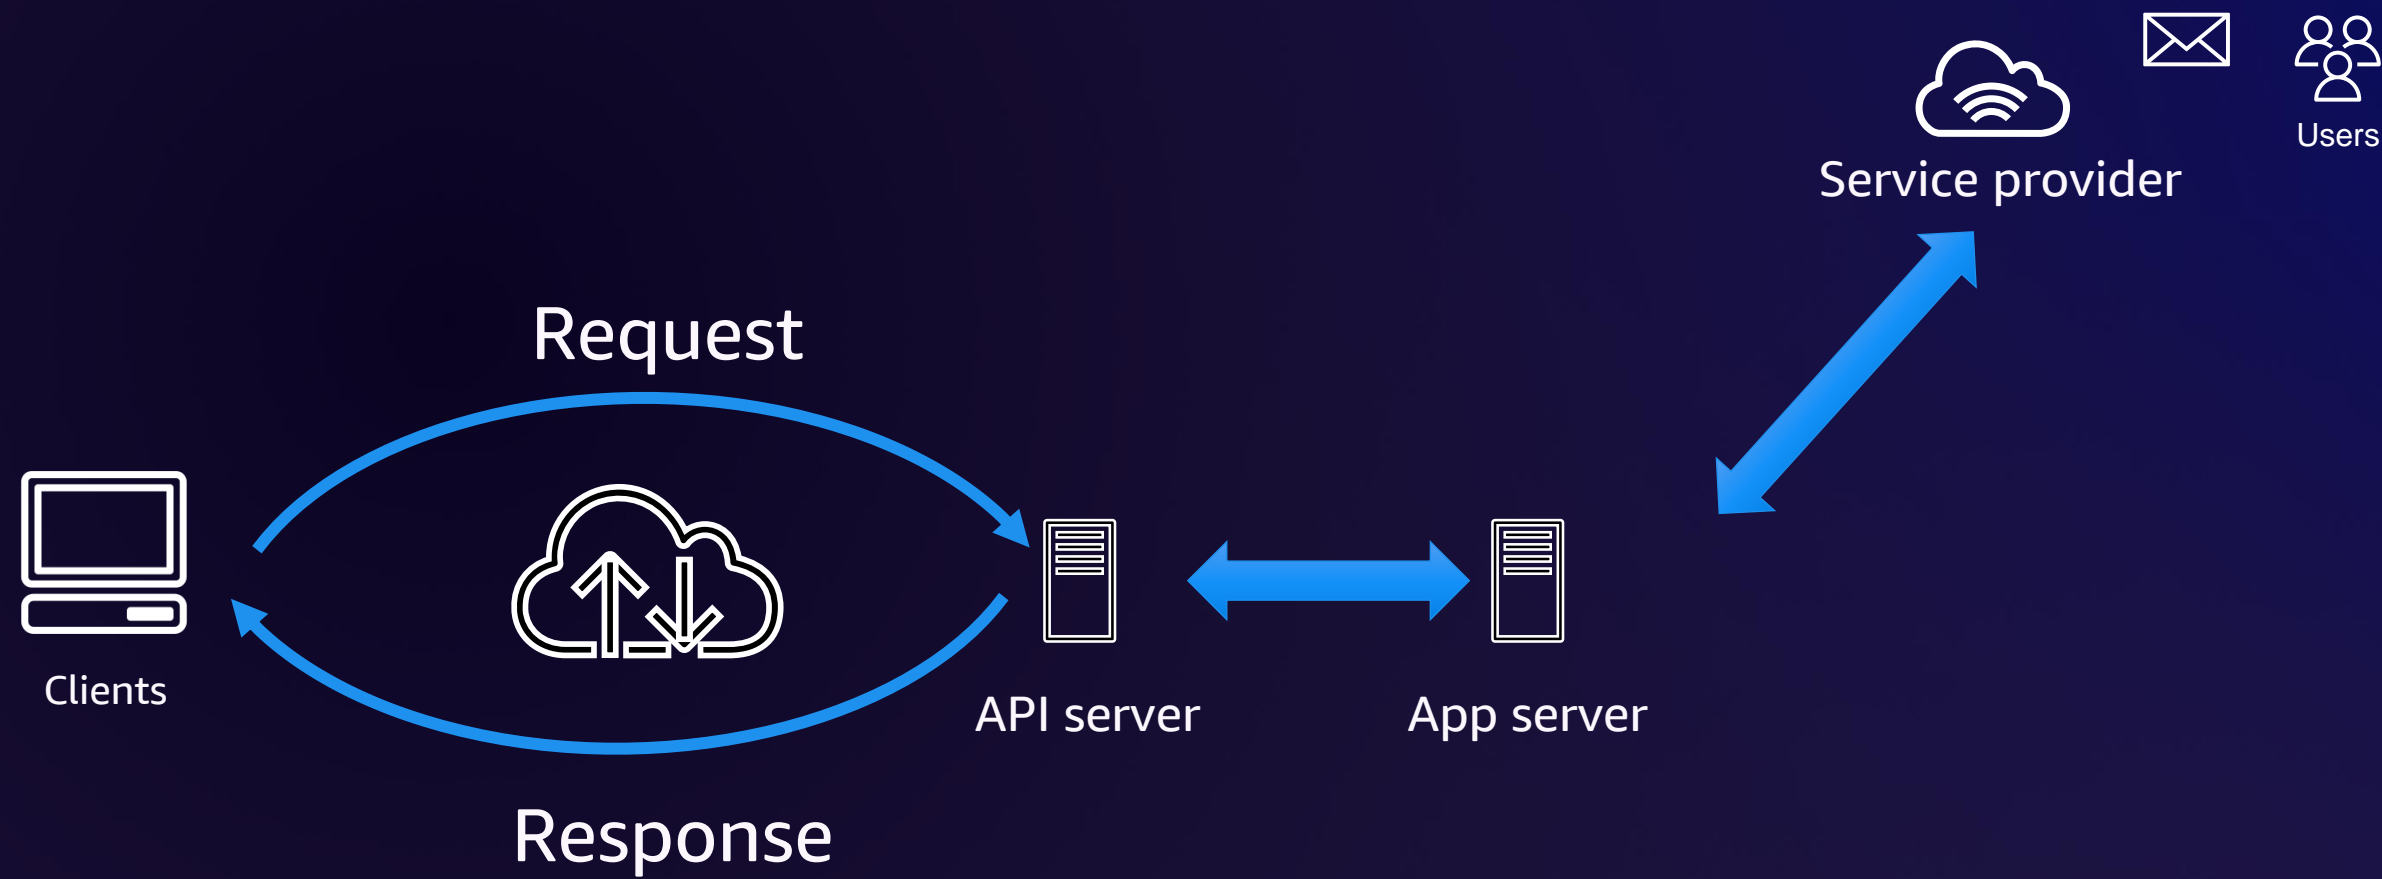 Users
Service provider
Request
Clients
API server
App server
Response